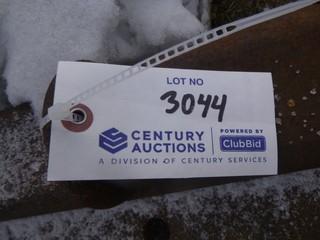 LOT NO
3044
CENTURY
AUCTIONS
POWERED BY
ClubBid
A DIVISION OF CENTURY SERVICES